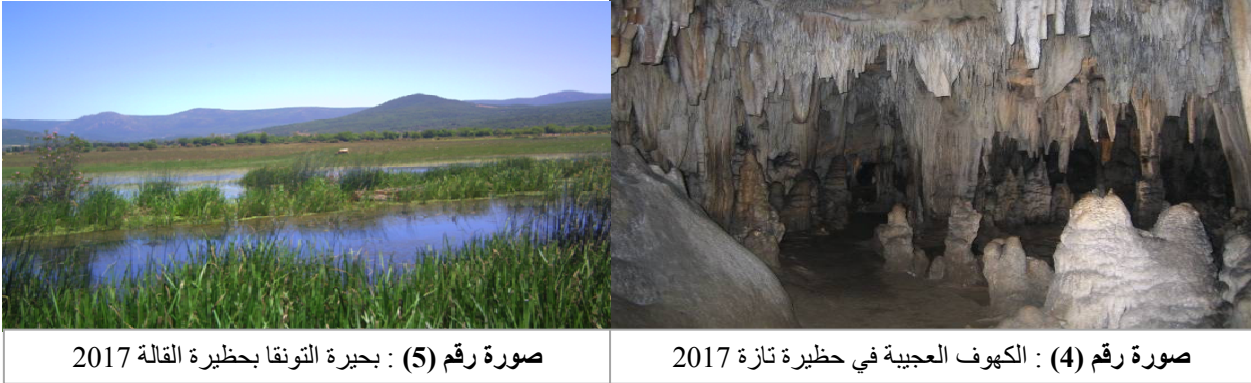 صورة رقم (4) : الكهوف العجيبة في حظيرة تازة 2017
صورة رقم (5) : بحيرة التونقا بحظيرة القالة 2017